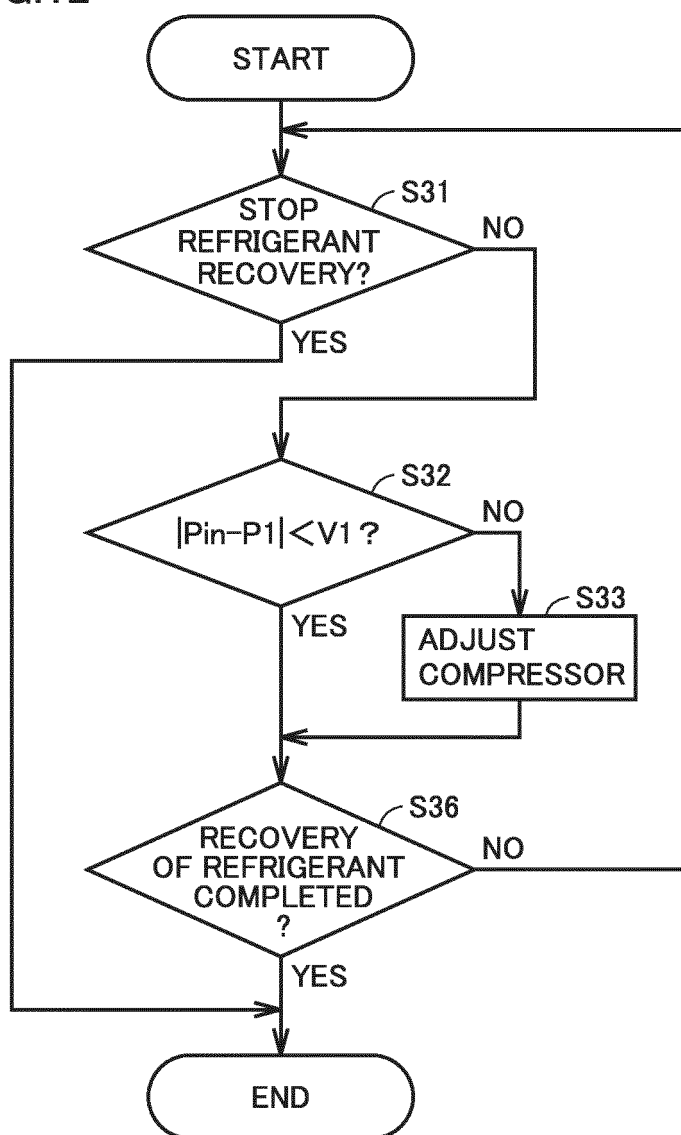 START
S31
STOP
REFRIGERANT
RECOVERY?
NO
YES
S32
|Pin-P1|<V1?
NO
S33
YES
ADJUST
COMPRESSOR
S36
RECOVERY
OF REFRIGERANT
COMPLETED
?
NO
YES
END